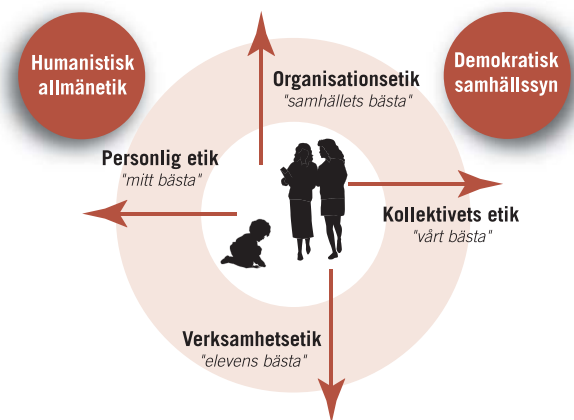 Humanistisk
allmänetik
Demokratisk
samhällssyn
Organisationsetik
"samhällets bästa"
Personlig etik
"mitt bästa"
Kollektivets etik
"vårt bästa"
Verksamhetsetik
"elevens bästa"